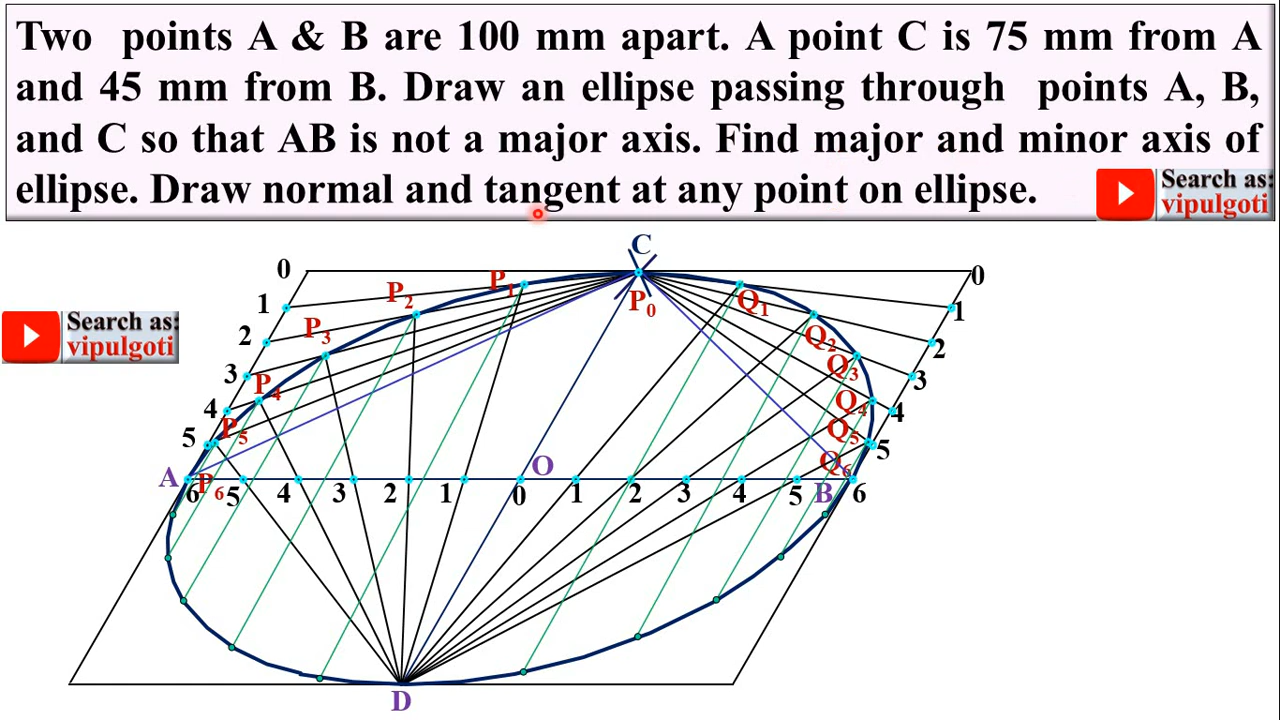 Two points A & B are 100 mm apart. A point C is 75 mm from A
and 45 mm from B. Draw an ellipse passing through points A, B,
and C so that AB is not a major axis. Find major and minor axis of
ellipse. Draw normal and tangent at any point on ellipse.
Search as:
vipulgoti
C
0
0
P1
P0
Q1
1
1
P2
Q2
2
2
Search as:
vipulgoti
P3
Q3
3
3
P4
Q4
4
4
P5
Q5
5
5
A
O
Q6
P6
6 5 4 3 2 1 0 1 2 3 4 5 B 6
D